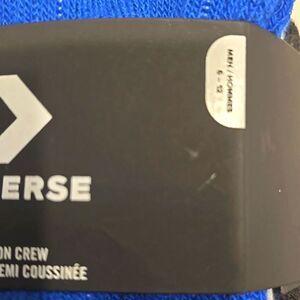 MEN / HOMMES
6 - 12
ERSE
ON CREW
EMI COUSSINÉE